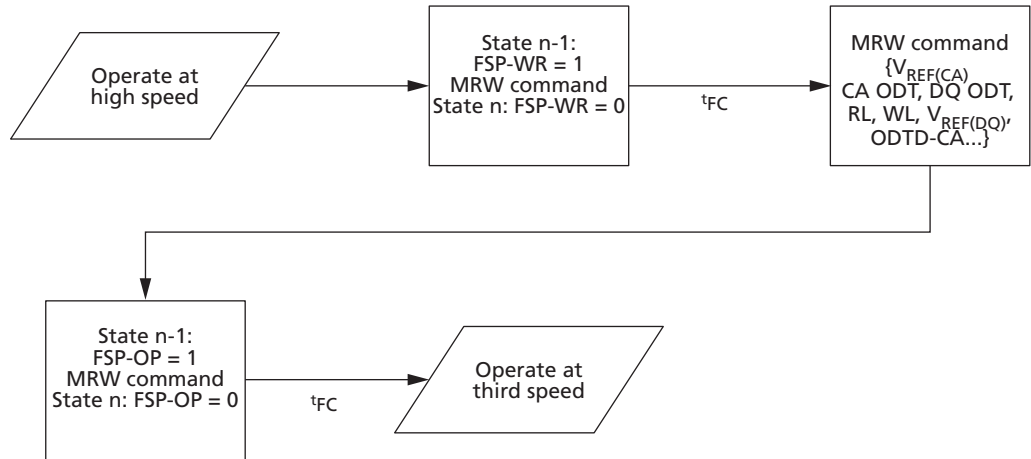 Operate at
high speed
State n-1:
FSP-WR = 1
MRW command
State n: FSP-WR = 0
tFC
MRW command
{VREF(CA)
CA ODT, DQ ODT,
RL, WL, VREF(DQ),
ODTD-CA...}
State n-1:
FSP-OP = 1
MRW command
State n: FSP-OP = 0
tFC
Operate at
third speed